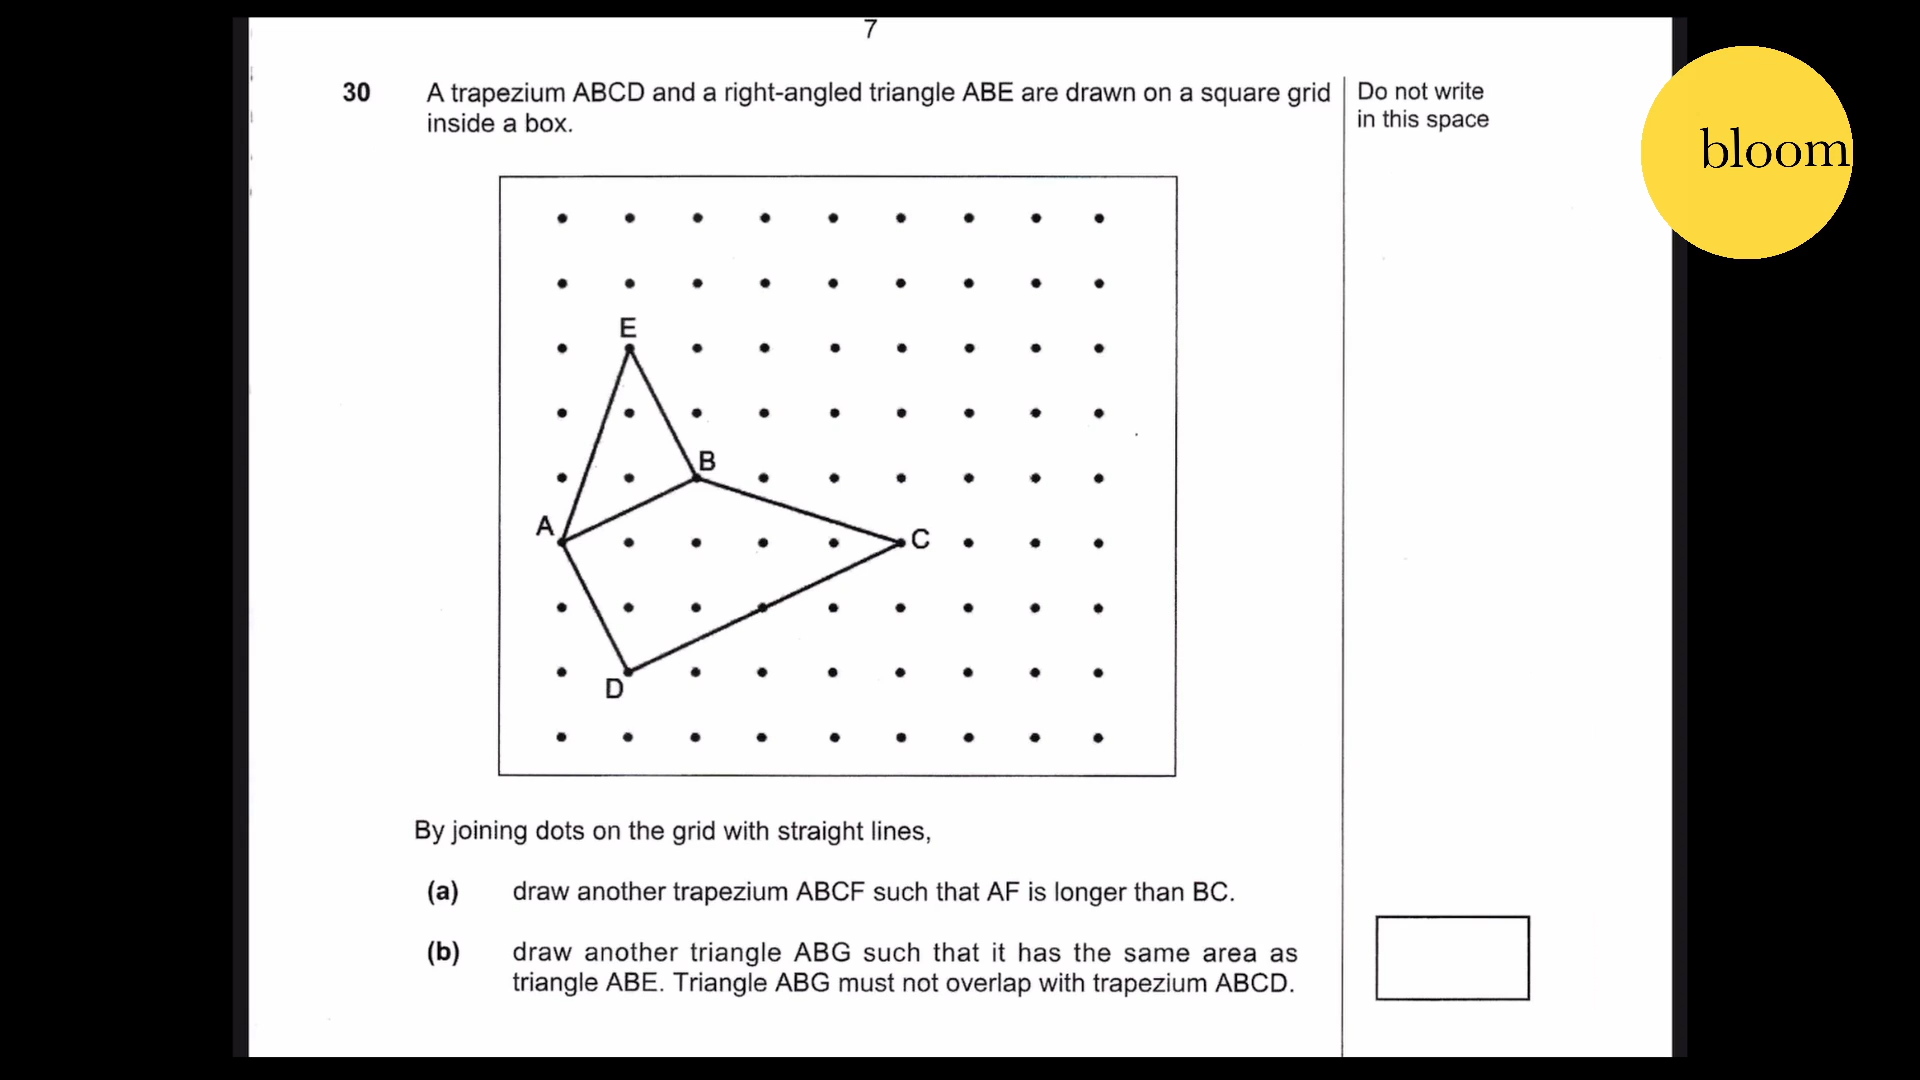 7
30 A trapezium ABCD and a right-angled triangle ABE are drawn on a square grid
inside a box.
Do not write
in this space
bloom
E
B
A
C
D
By joining dots on the grid with straight lines,
(a) draw another trapezium ABCF such that AF is longer than BC.
(b) draw another triangle ABG such that it has the same area as
triangle ABE. Triangle ABG must not overlap with trapezium ABCD.